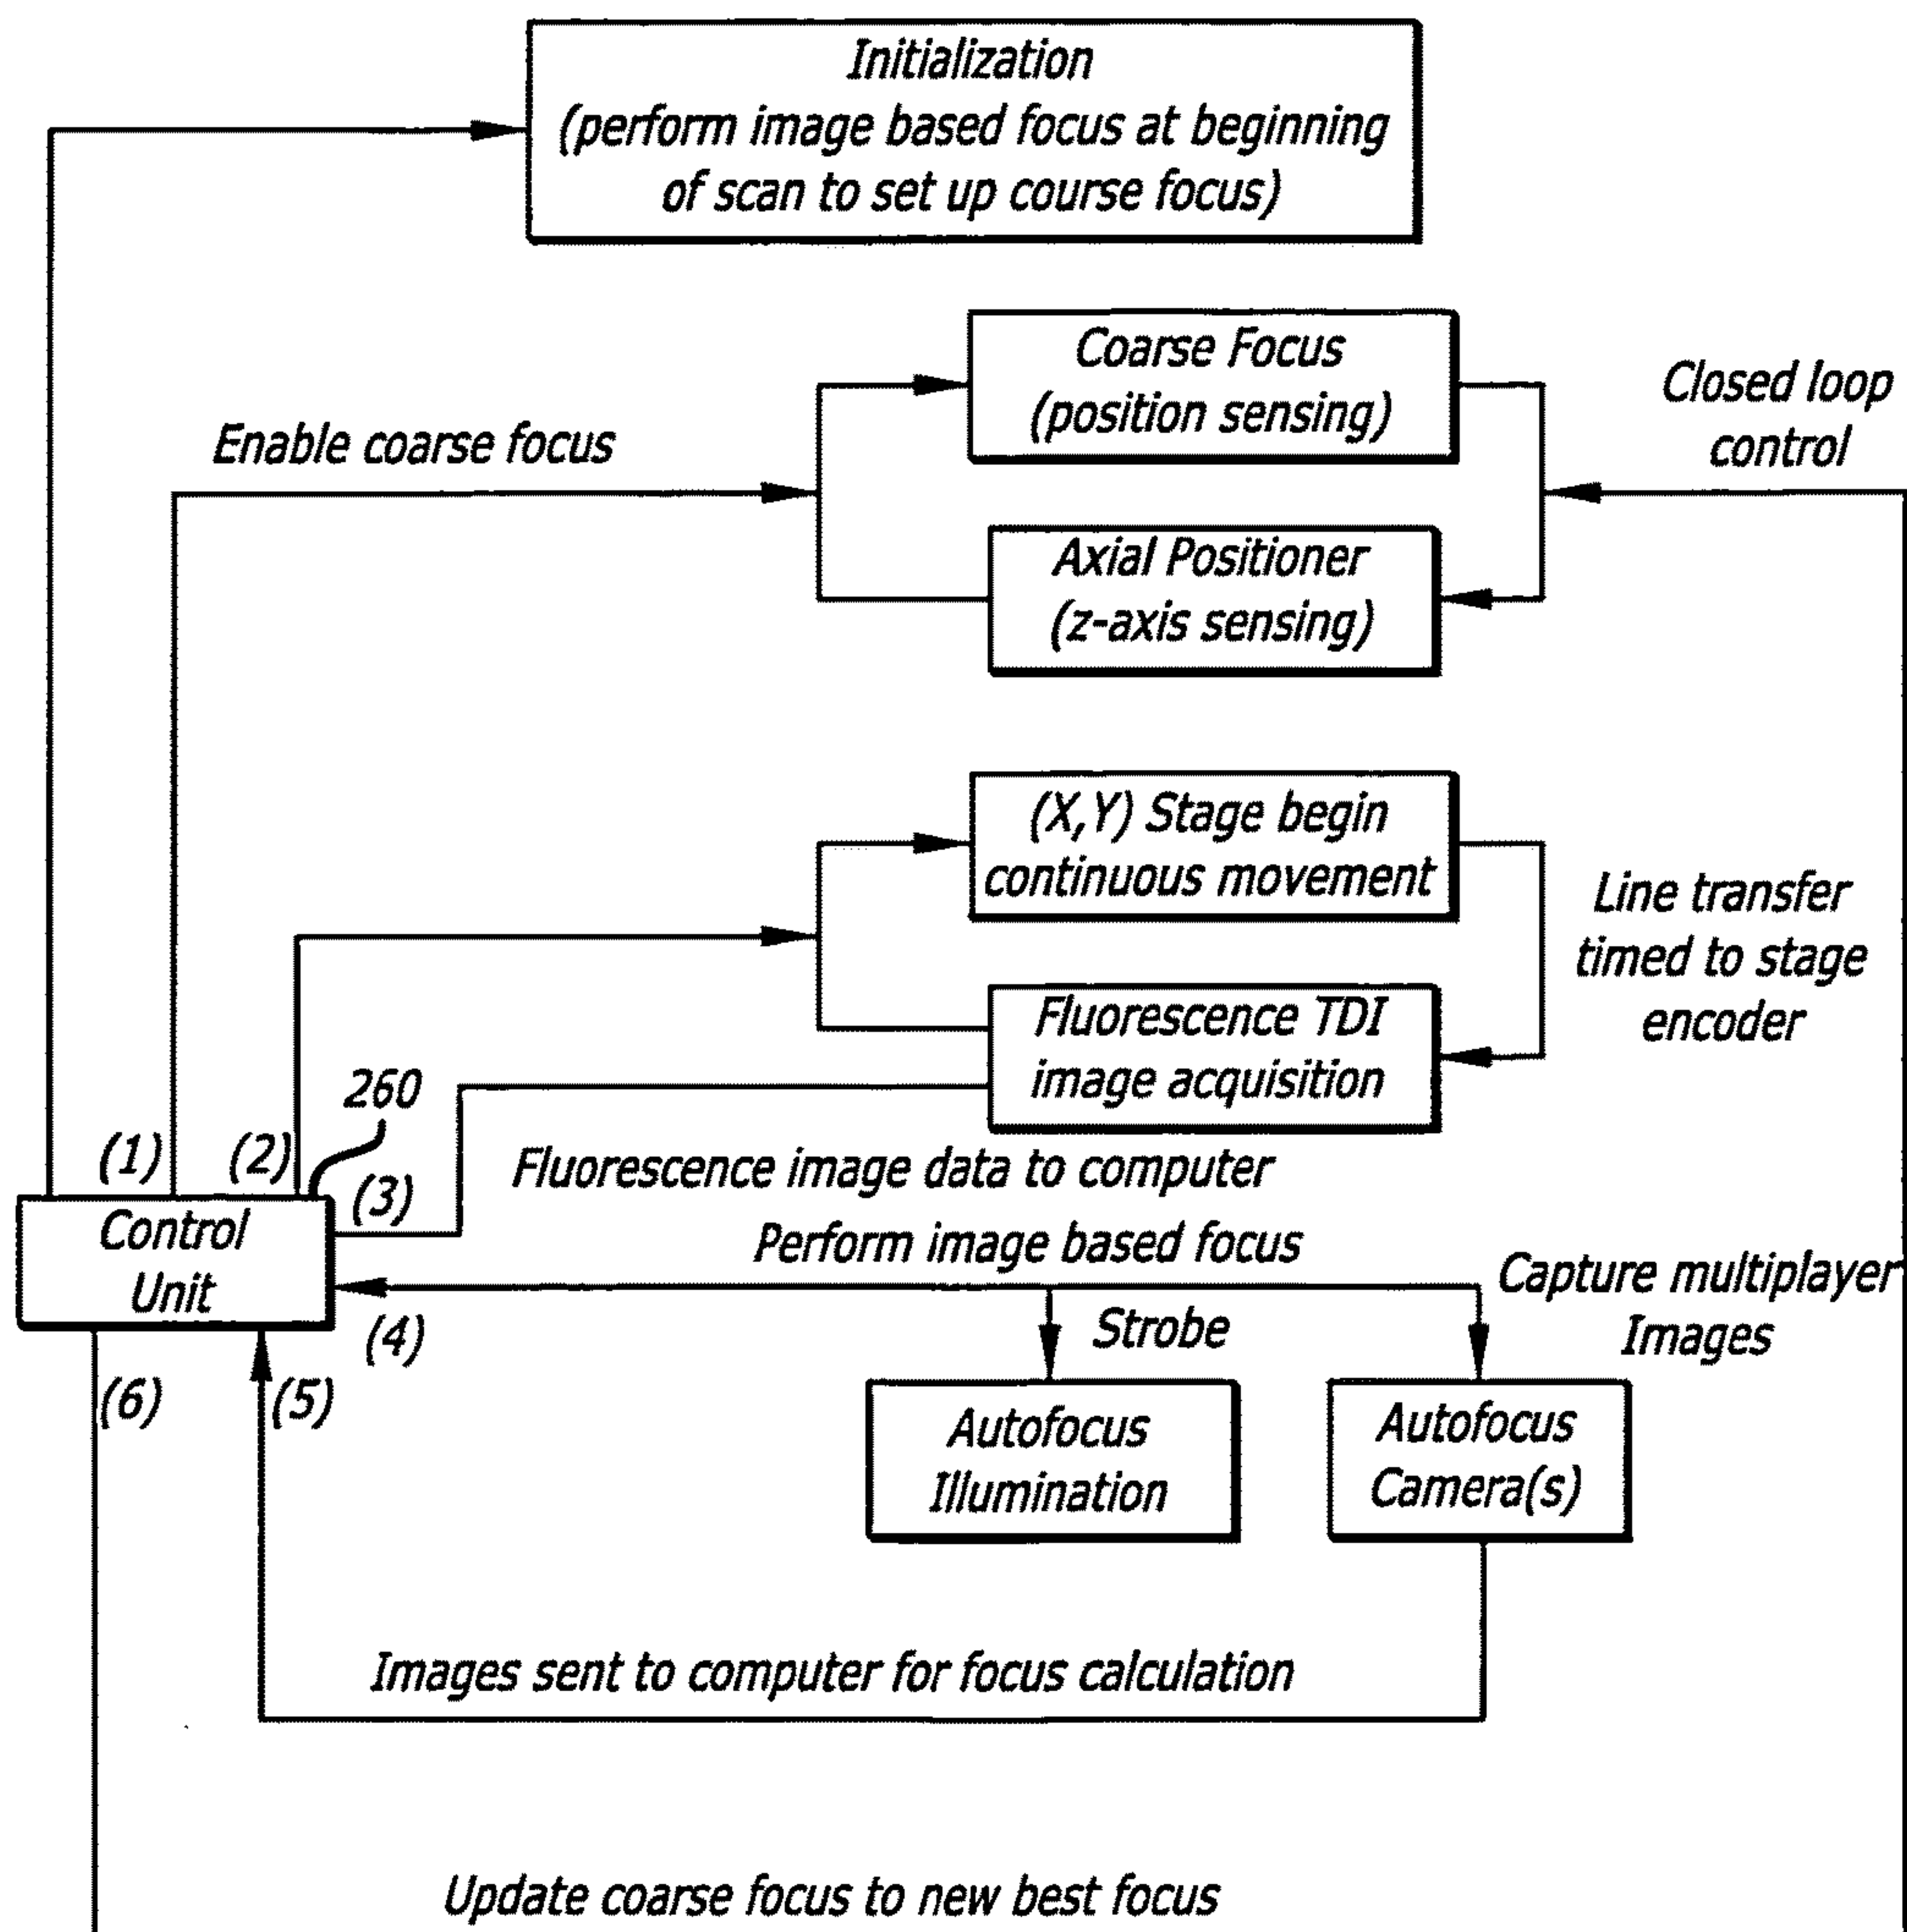 Initialization
(perform image based focus at beginning
of scan to set up course focus)
Coarse Focus
(position sensing)
Closed loop
control
Enable coarse focus
Axial Positioner
(z-axis sensing)
(X,Y) Stage begin
continuous movement
Line transfer
timed to stage
encoder
Fluorescence TDI
image acquisition
260
(1)
(2)
(3)
Fluorescence image data to computer
Control
Unit
Perform image based focus
Capture multiplayer
Images
(4)
Strobe
(6)
(5)
Autofocus
Illumination
Autofocus
Camera(s)
Images sent to computer for focus calculation
Update coarse focus to new best focus